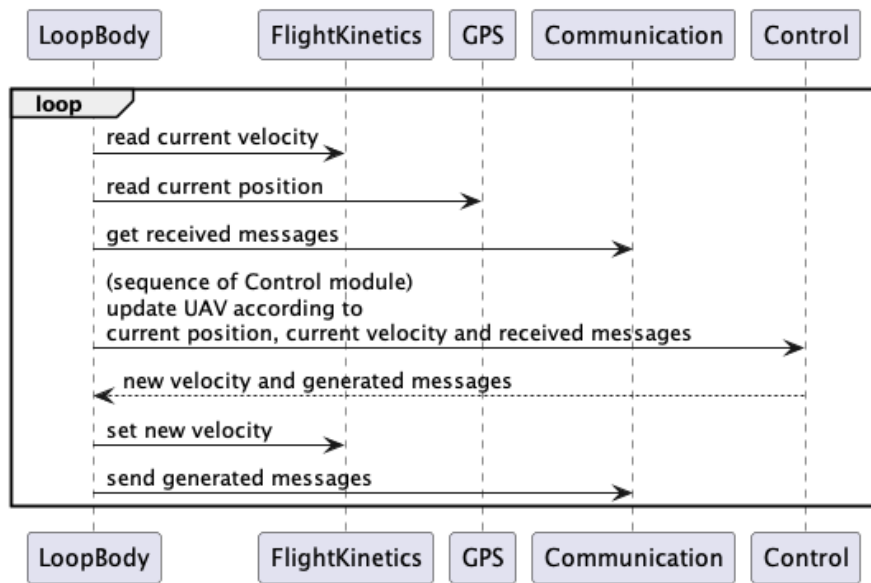 LoopBody FlightKinetics GPS Communication Control
loop
read current velocity
read current position
get received messages
(sequence of Control module)
update UAV according to
current position, current velocity and received messages
new velocity and generated messages
set new velocity
send generated messages
LoopBody FlightKinetics GPS Communication Control